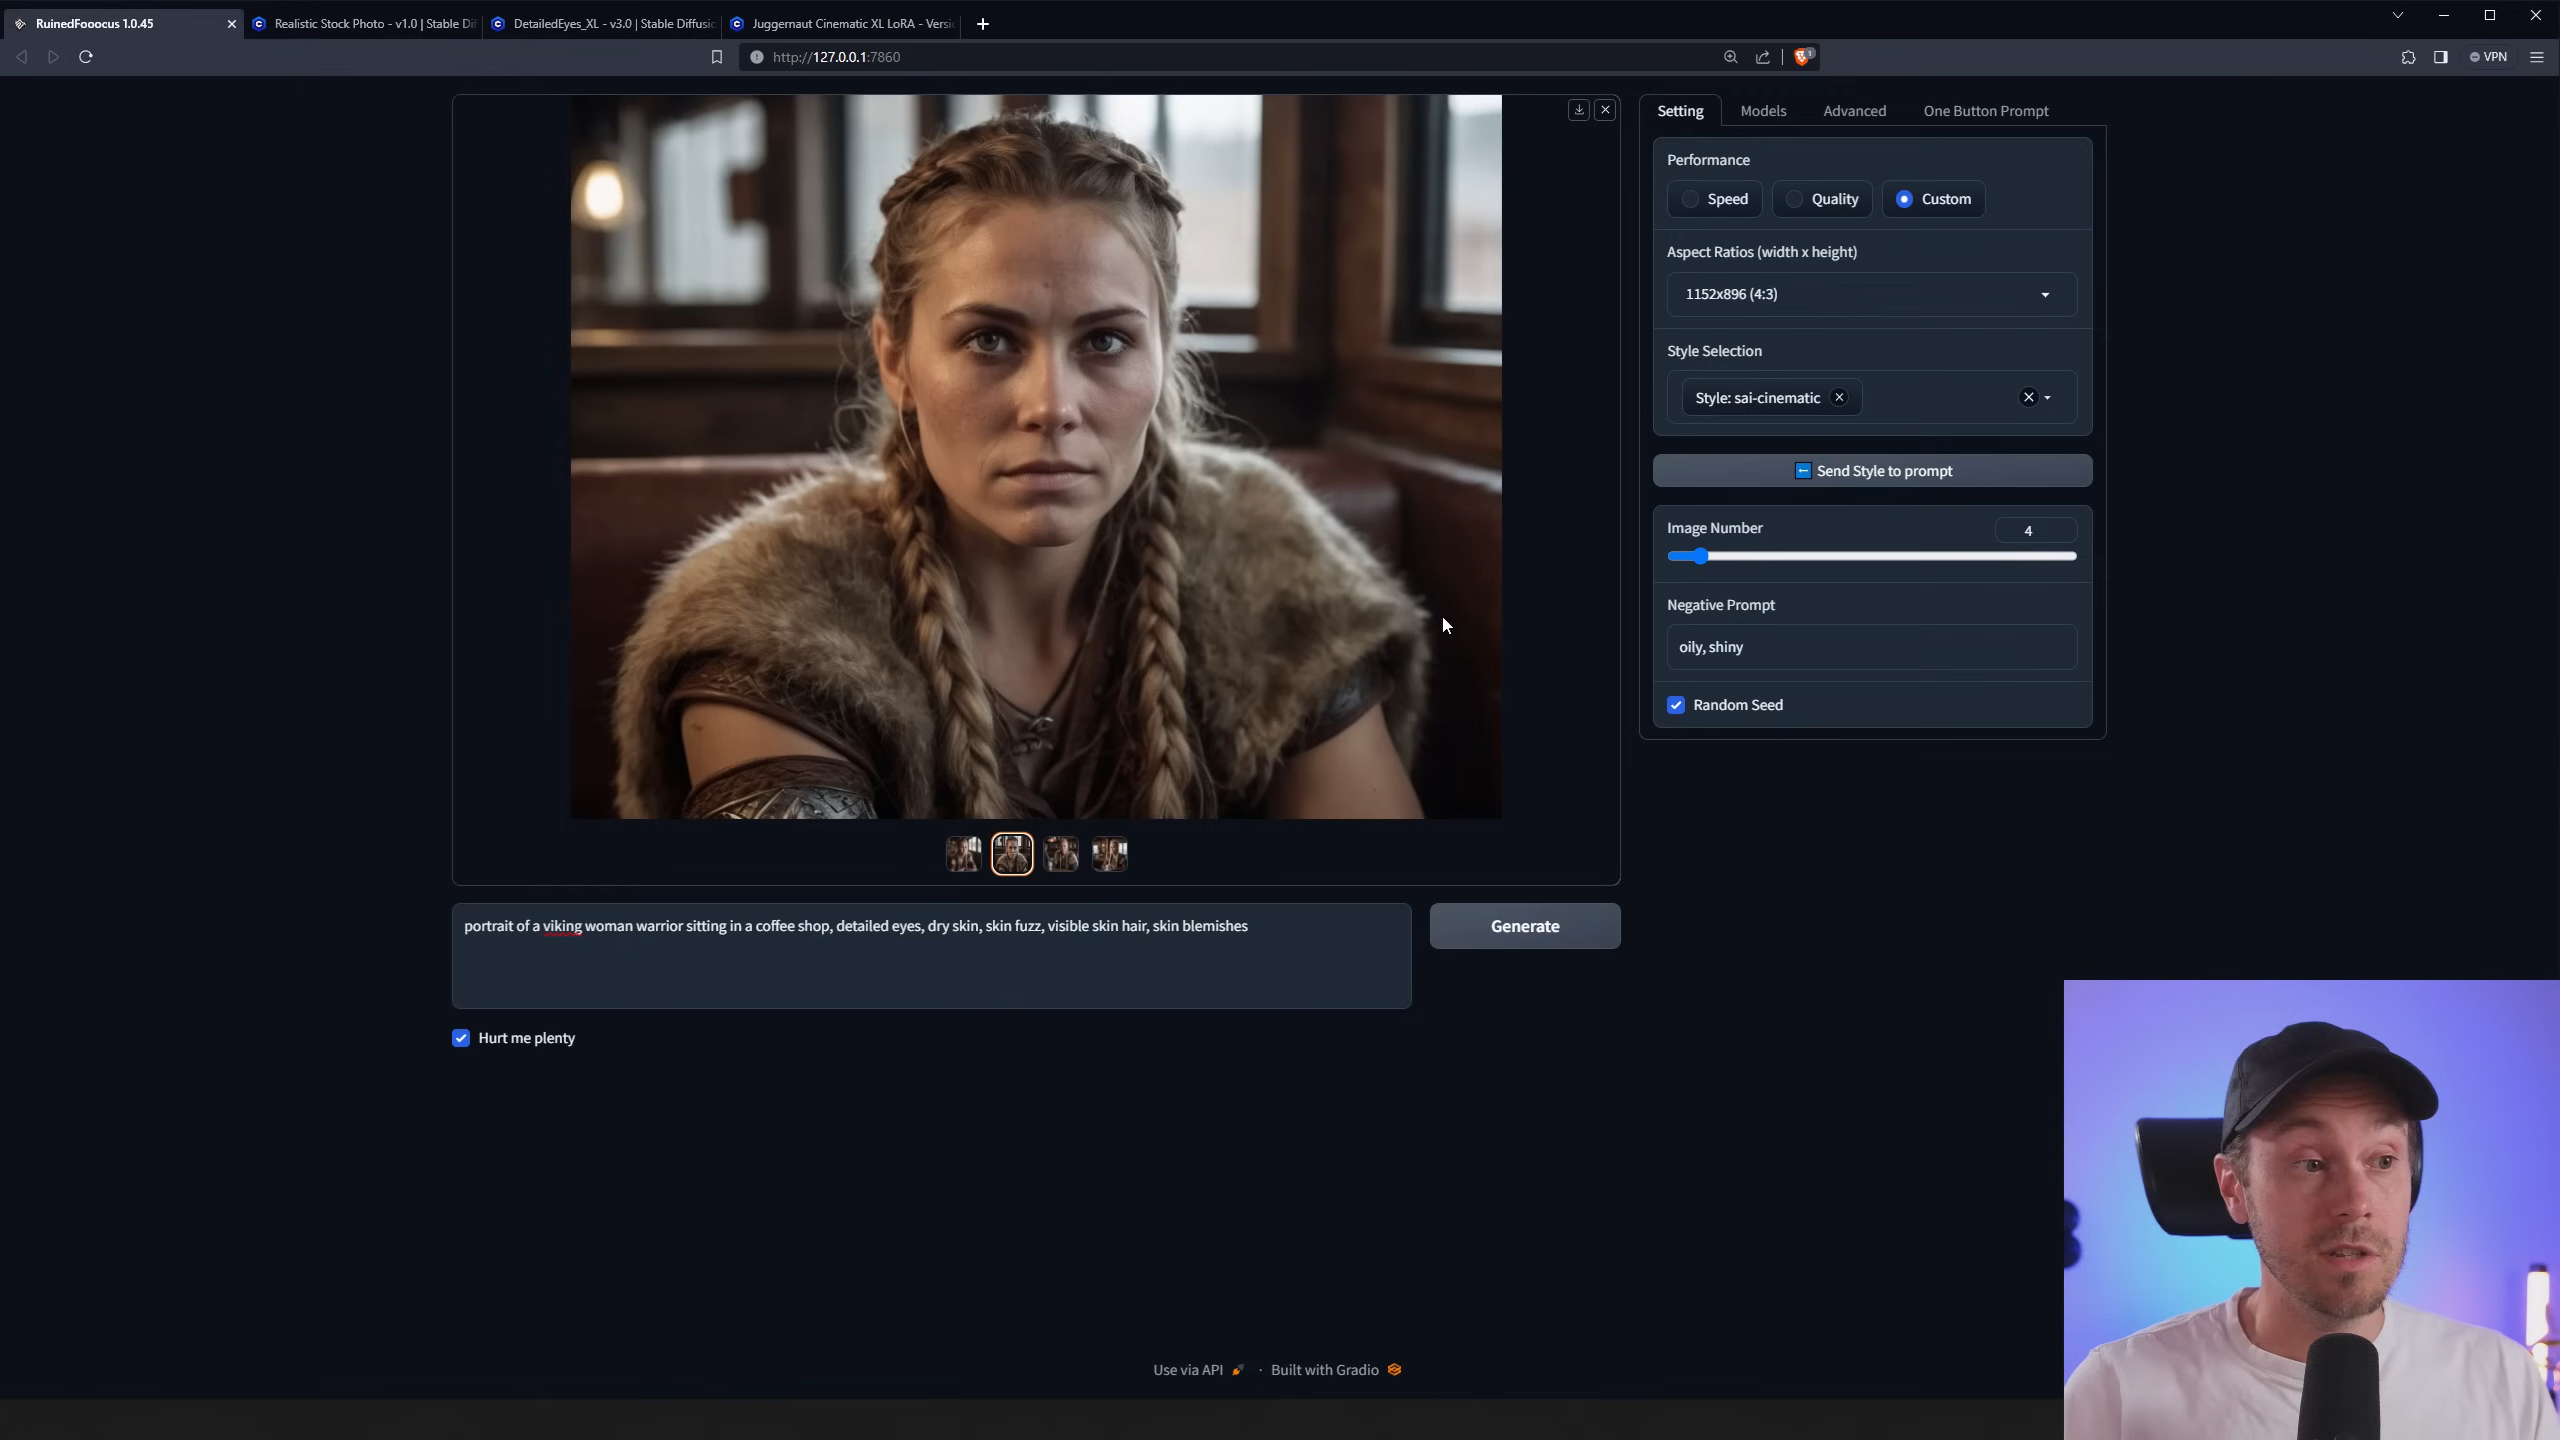 RuinedFooocus 1.0.45
Realistic Stock Photo - v1.0 | Stable Dif
DetailedEyes_XL - v3.0 | Stable Diffusio
Juggernaut Cinematic XL LoRA - Versi
http://127.0.0.1:7860
1
VPN
Setting
Models
Advanced
One Button Prompt
Performance
Speed
Quality
Custom
Aspect Ratios (width x height)
1152x896 (4:3)
Style Selection
Style: sai-cinematic
Send Style to prompt
Image Number
4
Negative Prompt
oily, shiny
Random Seed
portrait of a viking woman warrior sitting in a coffee shop, detailed eyes, dry skin, skin fuzz, visible skin hair, skin blemishes
Generate
Hurt me plenty
Use via API
· Built with Gradio